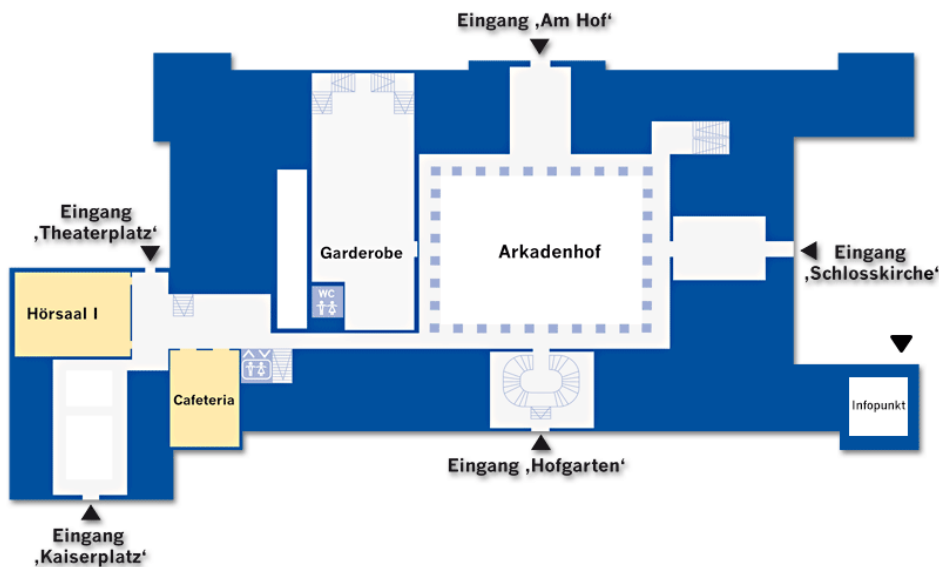 Eingang ‚Am Hof‘
Eingang
‚Theaterplatz‘
Garderobe
Arkadenhof
Eingang
‚Schlosskirche‘
WC
Hörsaal I
Cafeteria
Infopunkt
Eingang ‚Hofgarten‘
Eingang
‚Kaiserplatz‘